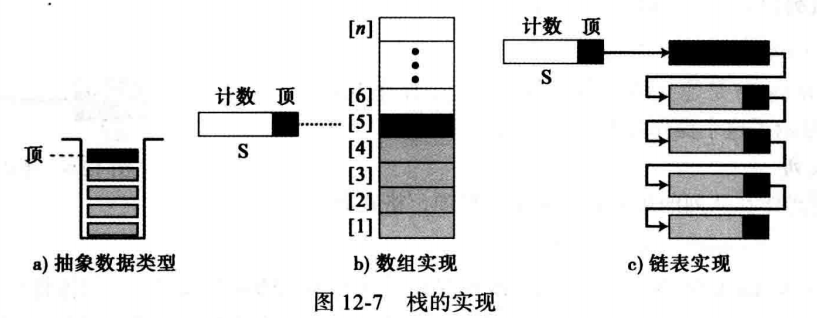 顶
a) 抽象数据类型
计数 顶
S
[n]
[6]
[5]
[4]
[3]
[2]
[1]
b) 数组实现
计数 顶
S
c) 链表实现
图 12-7 栈的实现